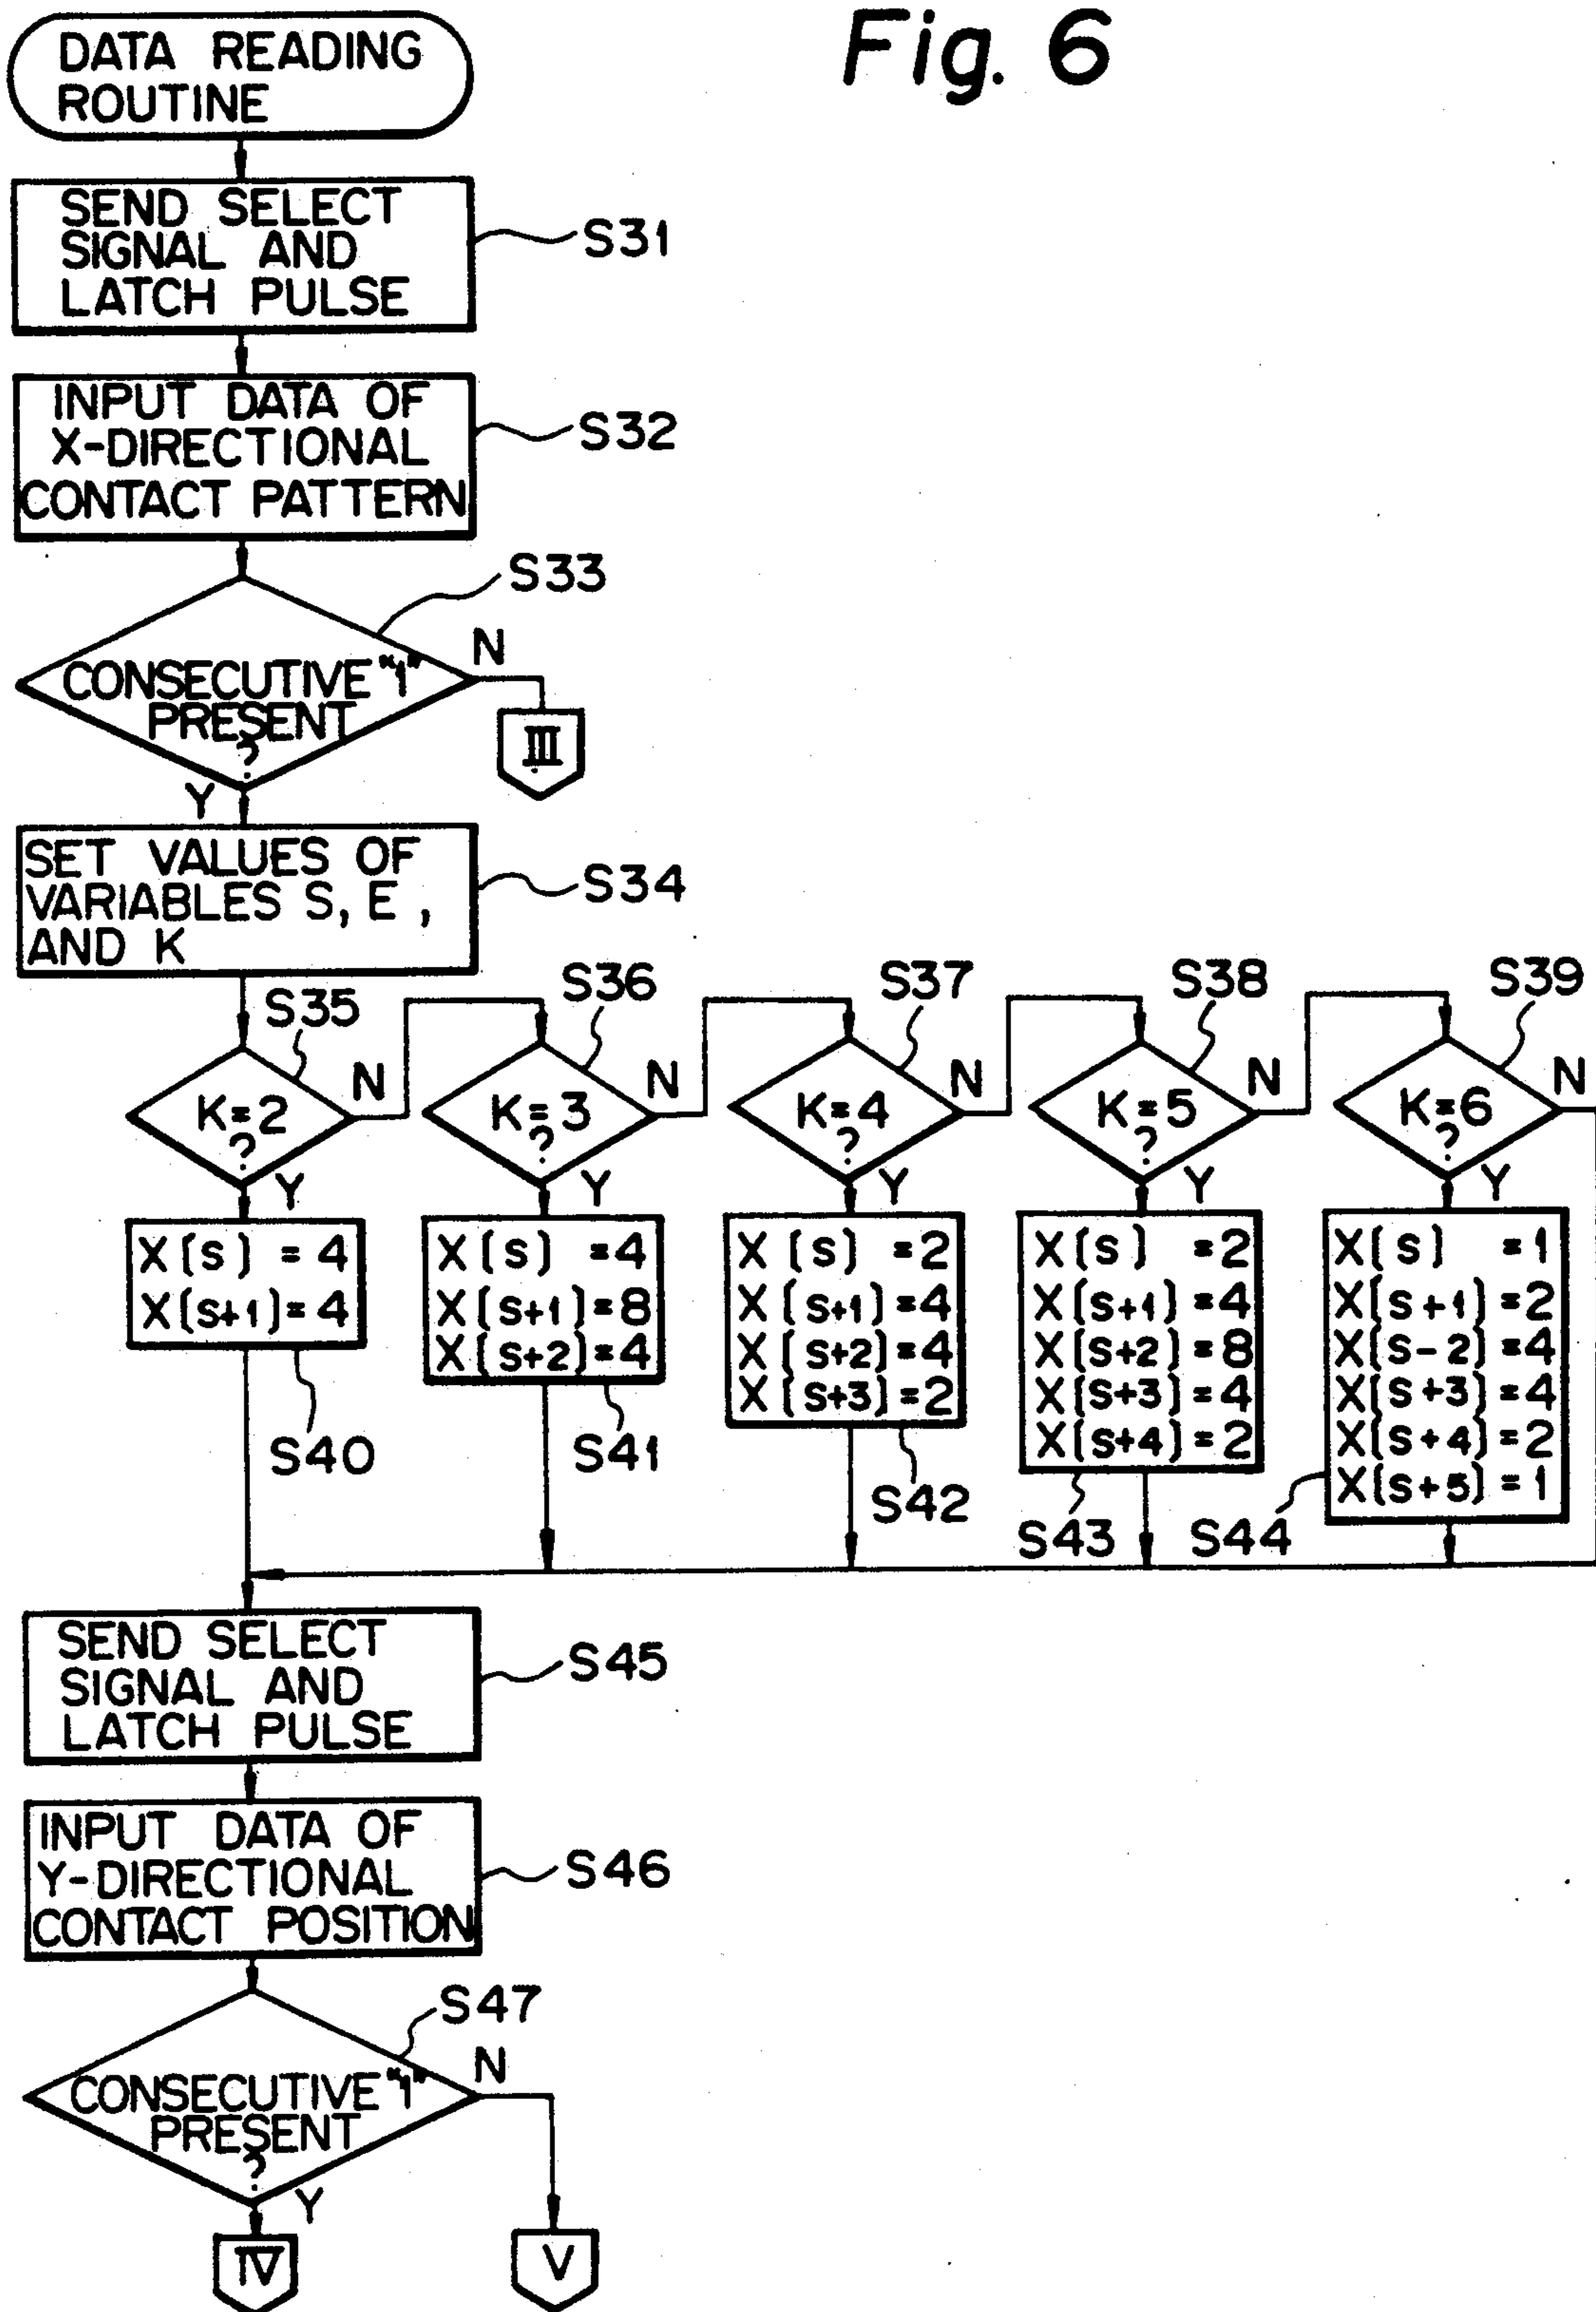 Fig. 6
DATA READING
ROUTINE
SEND SELECT
SIGNAL AND
LATCH PULSE
S31
INPUT DATA OF
X-DIRECTIONAL
CONTACT PATTERN
S32
S33
CONSECUTIVE "1"
PRESENT
?
N
III
Y
SET VALUES OF
VARIABLES S, E ,
AND K
S34
S35
K=2
?
N
Y
S36
K=3
?
N
Y
S37
K=4
?
N
Y
S38
K=5
?
N
Y
S39
K=6
?
N
Y
X(S) =4
X(S+1)=4
S40
X(S) =4
X(S+1)=8
X(S+2)=4
S41
X(S) =2
X(S+1)=4
X(S+2)=4
X(S+3)=2
S42
X(S) =2
X(S+1)=4
X(S+2)=8
X(S+3)=4
X(S+4)=2
S43
X(S) =1
X(S+1)=2
X(S-2)=4
X(S+3)=4
X(S+4)=2
X(S+5)=1
S44
SEND SELECT
SIGNAL AND
LATCH PULSE
S45
INPUT DATA OF
Y-DIRECTIONAL
CONTACT POSITION
S46
S47
CONSECUTIVE "1"
PRESENT
?
N
Y
IV
V